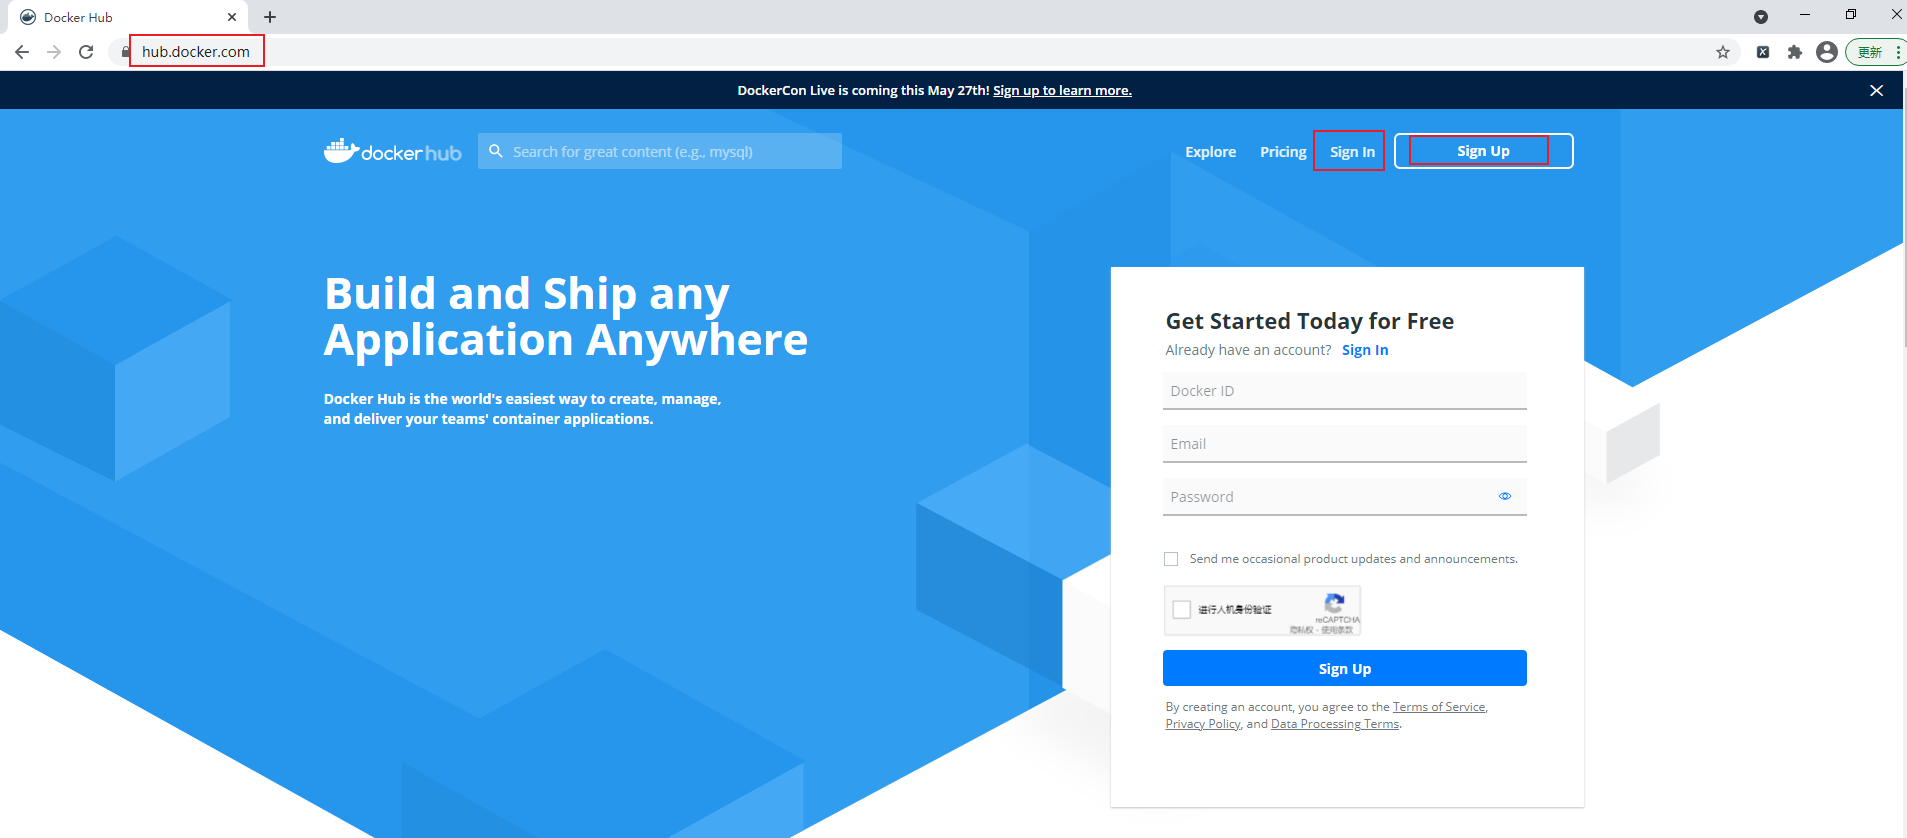 Docker Hub
hub.docker.com
更新
DockerCon Live is coming this May 27th! Sign up to learn more.
docker hub
Search for great content (e.g., mysql)
Explore
Pricing
Sign In
Sign Up
Build and Ship any
Application Anywhere
Docker Hub is the world's easiest way to create, manage,
and deliver your teams' container applications.
Get Started Today for Free
Already have an account? Sign In
Docker ID
Email
Password
Send me occasional product updates and announcements.
进行人机身份验证
reCAPTCHA
隐私权 - 使用条款
Sign Up
By creating an account, you agree to the Terms of Service,
Privacy Policy, and Data Processing Terms.